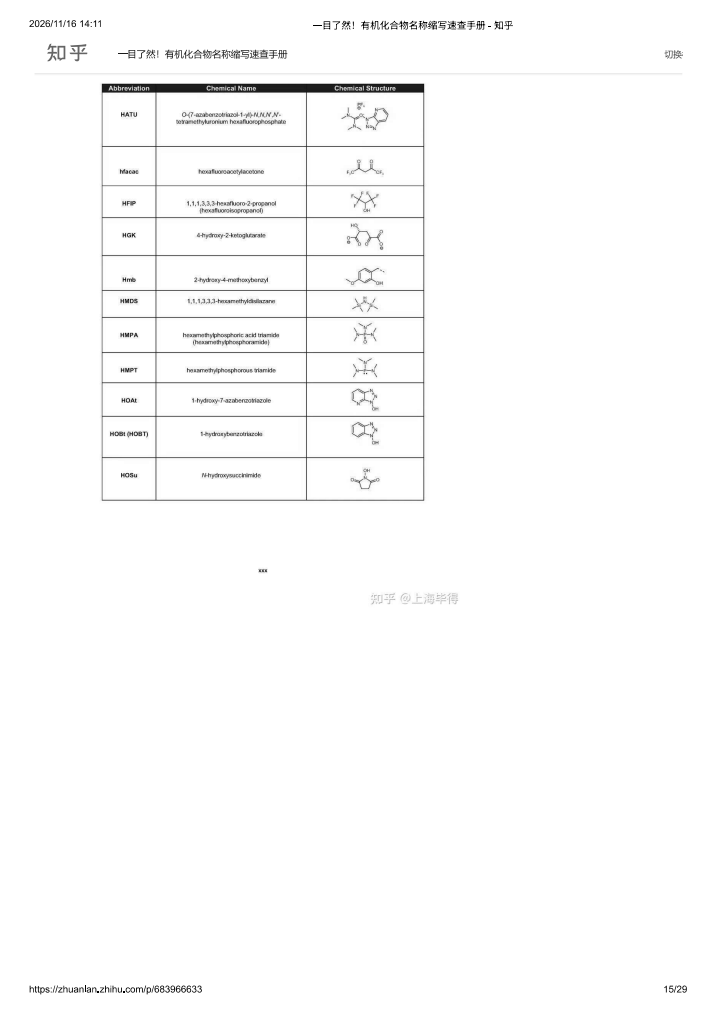 2026/11/16 14:11 一目了然！有机化合物名称缩写速查手册 - 知乎
知乎 一目了然！有机化合物名称缩写速查手册 切换
Abbreviation Chemical Name Chemical Structure
HATU
O-(7-azabenzotriazol-1-yl)-N,N,N',N'-
tetramethyluronium hexafluorophosphate
hfacac hexafluoroacetylacetone
HFIP
1,1,1,3,3,3-hexafluoro-2-propanol
(hexafluoroisopropanol)
HGK 4-hydroxy-2-ketoglutarate
Hmb 2-hydroxy-4-methoxybenzyl
HMDS 1,1,1,3,3,3-hexamethyldisilazane
HMPA
hexamethylphosphoric acid triamide
(hexamethylphosphoramide)
HMPT hexamethylphosphorous triamide
HOAt 1-hydroxy-7-azabenzotriazole
HOBt (HOBT) 1-hydroxybenzotriazole
HOSu N-hydroxysuccinimide
xxx
知乎 @上海毕得
https://zhuanlan.zhihu.com/p/683966633 15/29